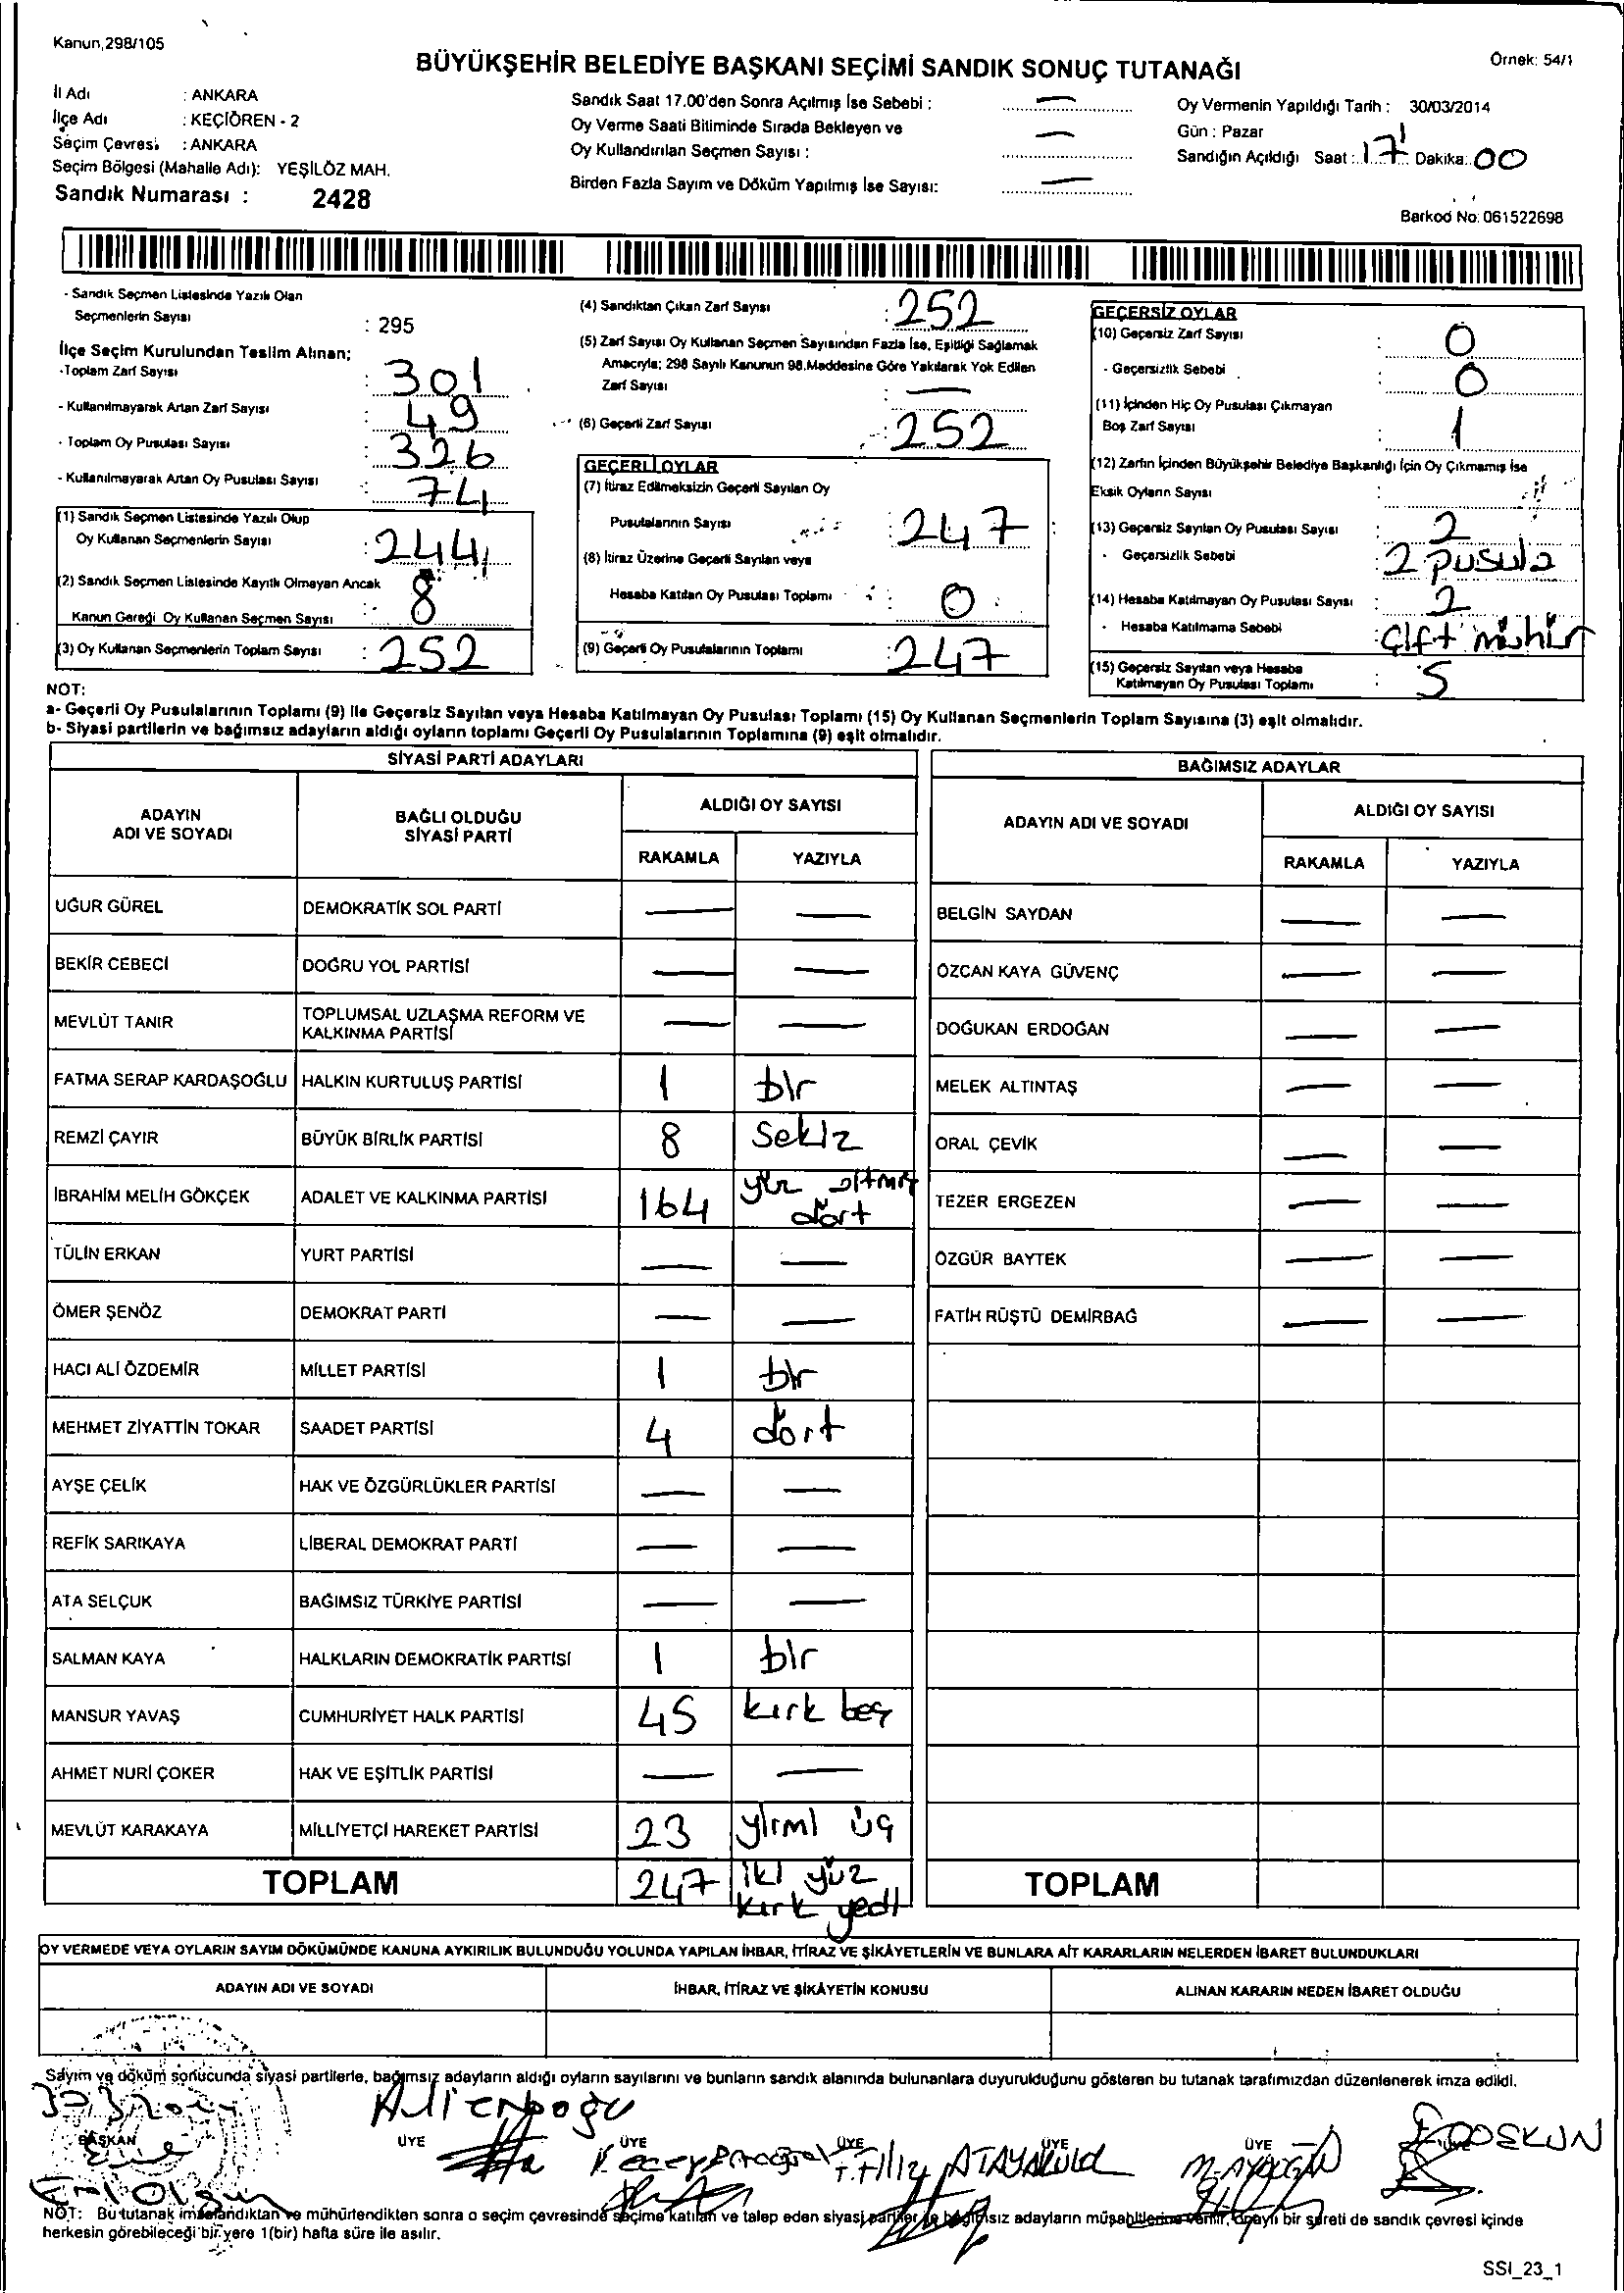 Kanun,298/105
BÜYÜKŞEHİR BELEDİYE BAŞKANI SEÇİMİ SANDIK SONUÇ TUTANAĞI
Örnek: 54/1
İl Adı : ANKARA
İlçe Adı : KEÇİÖREN - 2
Seçim Çevresi : ANKARA
Seçim Bölgesi (Mahalle Adı): YEŞİLÖZ MAH.
Sandık Numarası : 2428
Sandık Saat 17.00'den Sonra Açılmış İse Sebebi : —
Oy Verme Saati Bitiminde Sırada Bekleyen ve
Oy Kullandırılan Seçmen Sayısı : —
Birden Fazla Sayım ve Döküm Yapılmış İse Sayısı: —
Oy Vermenin Yapıldığı Tarih : 30/03/2014
Gün : Pazar
Sandığın Açıldığı Saat : 17 Dakika: 00
Barkod No: 061522698
- Sandık Seçmen Listesinde Yazılı Olan
Seçmenlerin Sayısı : 295
İlçe Seçim Kurulundan Teslim Alınan;
-Toplam Zarf Sayısı : 301
- Kullanılmayarak Artan Zarf Sayısı : 49
- Toplam Oy Pusulası Sayısı : 326
- Kullanılmayarak Artan Oy Pusulası Sayısı : 74
(1) Sandık Seçmen Listesinde Yazılı Olup
Oy Kullanan Seçmenlerin Sayısı : 244
(2) Sandık Seçmen Listesinde Kayıtlı Olmayan Ancak
Kanun Gereği Oy Kullanan Seçmen Sayısı : 8
(3) Oy Kullanan Seçmenlerin Toplam Sayısı : 252
(4) Sandıktan Çıkan Zarf Sayısı : 252
(5) Zarf Sayısı Oy Kullanan Seçmen Sayısından Fazla İse, Eşitliği Sağlamak
Amacıyla; 298 Sayılı Kanunun 98.Maddesine Göre Yakılarak Yok Edilen
Zarf Sayısı —
(6) Geçerli Zarf Sayısı : 252
GEÇERLİ OYLAR
(7) İtiraz Edilmeksizin Geçerli Sayılan Oy
Pusulalarının Sayısı : 247
(8) İtiraz Üzerine Geçerli Sayılan veya
Hesaba Katılan Oy Pusulası Toplamı : 0
(9) Geçerli Oy Pusulalarının Toplamı : 247
GEÇERSİZ OYLAR
(10) Geçersiz Zarf Sayısı : 0
- Geçersizlik Sebebi : 0
(11) İçinden Hiç Oy Pusulası Çıkmayan
Boş Zarf Sayısı : 1
(12) Zarfın İçinden Büyükşehir Belediye Başkanlığı İçin Oy Çıkmamış İse
Eksik Oyların Sayısı :
(13) Geçersiz Sayılan Oy Pusulası Sayısı : 2
- Geçersizlik Sebebi : 2 pusula
(14) Hesaba Katılmayan Oy Pusulası Sayısı : 2
- Hesaba Katılmama Sebebi : çift mühür
(15) Geçersiz Sayılan veya Hesaba
Katılmayan Oy Pusulası Toplamı : 5
NOT:
a- Geçerli Oy Pusulalarının Toplamı (9) ile Geçersiz Sayılan veya Hesaba Katılmayan Oy Pusulası Toplamı (15) Oy Kullanan Seçmenlerin Toplam Sayısına (3) eşit olmalıdır.
b- Siyasi partilerin ve bağımsız adayların aldığı oyların toplamı Geçerli Oy Pusulalarının Toplamına (9) eşit olmalıdır.
SİYASİ PARTİ ADAYLARI
ADAYIN ADI VE SOYADI BAĞLI OLDUĞU SİYASİ PARTİ ALDIĞI OY SAYISI
RAKAMLA YAZIYLA
UĞUR GÜREL DEMOKRATİK SOL PARTİ — —
BEKİR CEBECİ DOĞRU YOL PARTİSİ — —
MEVLÜT TANIR TOPLUMSAL UZLAŞMA REFORM VE KALKINMA PARTİSİ — —
FATMA SERAP KARDAŞOĞLU HALKIN KURTULUŞ PARTİSİ 1 bir
REMZİ ÇAYIR BÜYÜK BİRLİK PARTİSİ 8 Sekiz
İBRAHİM MELİH GÖKÇEK ADALET VE KALKINMA PARTİSİ 164 yüz altmış dört
TÜLİN ERKAN YURT PARTİSİ — —
ÖMER ŞENÖZ DEMOKRAT PARTİ — —
HACI ALİ ÖZDEMİR MİLLET PARTİSİ 1 bir
MEHMET ZİYATTİN TOKAR SAADET PARTİSİ 4 dört
AYŞE ÇELİK HAK VE ÖZGÜRLÜKLER PARTİSİ — —
REFİK SARIKAYA LİBERAL DEMOKRAT PARTİ — —
ATA SELÇUK BAĞIMSIZ TÜRKİYE PARTİSİ — —
SALMAN KAYA HALKLARIN DEMOKRATİK PARTİSİ 1 bir
MANSUR YAVAŞ CUMHURİYET HALK PARTİSİ 45 kırk beş
AHMET NURİ ÇOKER HAK VE EŞİTLİK PARTİSİ — —
MEVLÜT KARAKAYA MİLLİYETÇİ HAREKET PARTİSİ 23 yirmi üç
TOPLAM 247 iki yüz kırk yedi
BAĞIMSIZ ADAYLAR
ADAYIN ADI VE SOYADI ALDIĞI OY SAYISI
RAKAMLA YAZIYLA
BELGİN SAYDAN — —
ÖZCAN KAYA GÜVENÇ — —
DOĞUKAN ERDOĞAN — —
MELEK ALTINTAŞ — —
ORAL ÇEVİK — —
TEZER ERGEZEN — —
ÖZGÜR BAYTEK — —
FATİH RÜŞTÜ DEMİRBAĞ — —
TOPLAM
OY VERMEDE VEYA OYLARIN SAYIM DÖKÜMÜNDE KANUNA AYKIRILIK BULUNDUĞU YOLUNDA YAPILAN İHBAR, İTİRAZ VE ŞİKÂYETLERİN VE BUNLARA AİT KARARLARIN NELERDEN İBARET BULUNDUKLARI
ADAYIN ADI VE SOYADI İHBAR, İTİRAZ VE ŞİKÂYETİN KONUSU ALINAN KARARIN NEDEN İBARET OLDUĞU
Sayım ve döküm sonucunda siyasi partilerle, bağımsız adayların aldığı oyların sayılarını ve bunların sandık alanında bulunanlara duyurulduğunu gösteren bu tutanak tarafımızdan düzenlenerek imza edildi.
BAŞKAN ÜYE ÜYE ÜYE ÜYE ÜYE
Filiz ATAYAKUL
COŞKUN
NOT: Bu tutanak imzalandıktan ve mühürlendikten sonra o seçim çevresinde seçime katılan ve talep eden siyasi partiler ile bağımsız adayların müşahitlerine verilir, onaylı bir sureti de sandık çevresi içinde
herkesin görebileceği bir yere 1(bir) hafta süre ile asılır.
SSI_23_1